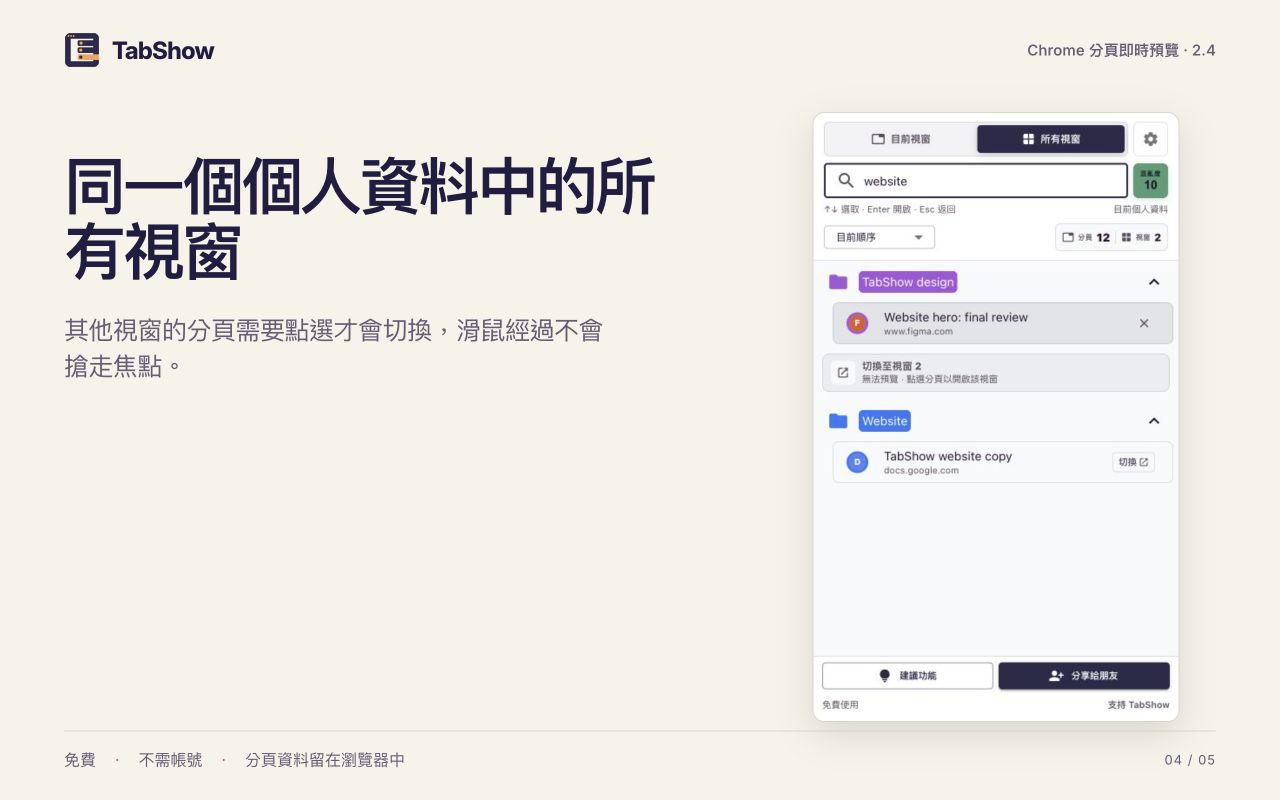 TabShow
Chrome 分頁即時預覽 · 2.4
同一個個人資料中的所
有視窗
其他視窗的分頁需要點選才會切換，滑鼠經過不會
搶走焦點。
目前視窗
所有視窗
website
混亂度
10
↑↓ 選取 · Enter 開啟 · Esc 返回
目前個人資料
目前順序
分頁 12
視窗 2
TabShow design
F
Website hero: final review
www.figma.com
切換至視窗 2
無法預覽 · 點選分頁以開啟該視窗
Website
D
TabShow website copy
docs.google.com
切換
建議功能
分享給朋友
免費使用
支持 TabShow
免費 · 不需帳號 · 分頁資料留在瀏覽器中
04 / 05